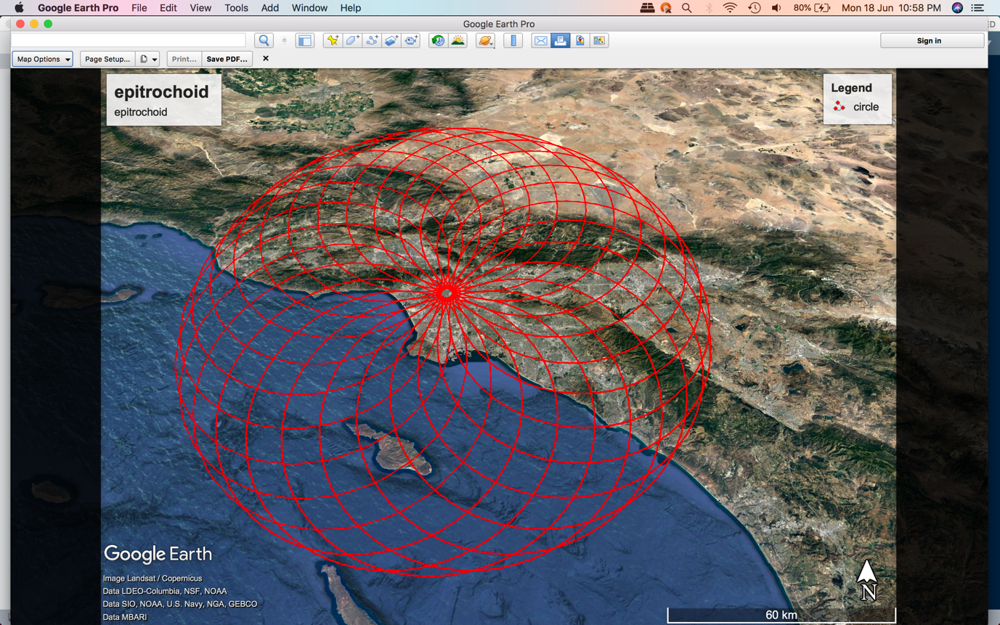 Google Earth Pro File Edit View Tools Add Window Help 80% Mon 18 Jun 10:58 PM
Google Earth Pro
Sign in
Map Options Page Setup... Print... Save PDF...
epitrochoid
epitrochoid
Legend
circle
Google Earth
Image Landsat / Copernicus
Data LDEO-Columbia, NSF, NOAA
Data SIO, NOAA, U.S. Navy, NGA, GEBCO
Data MBARI
N
60 km